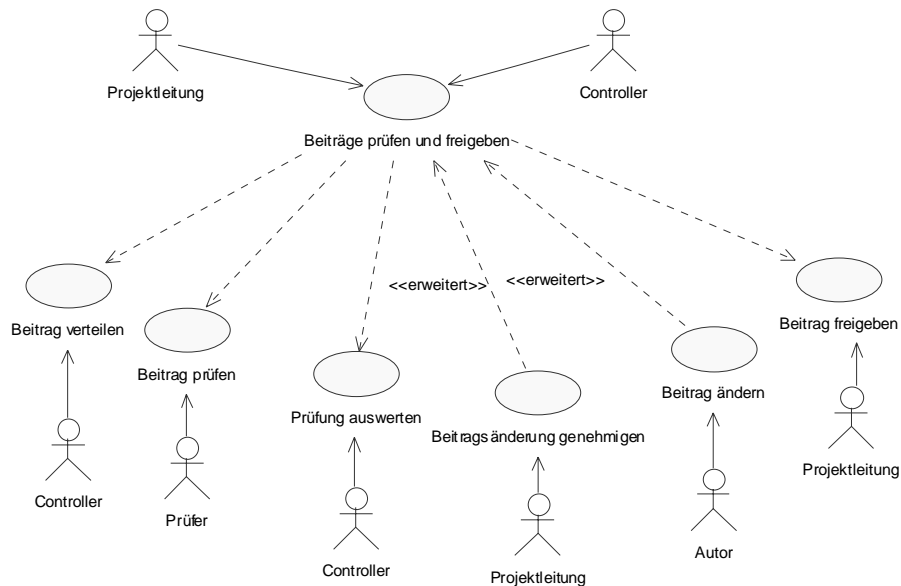 Projektleitung
Controller
Beiträge prüfen und freigeben
<<erweitert>>
<<erweitert>>
Beitrag verteilen
Beitrag freigeben
Beitrag prüfen
Beitrag ändern
Prüfung auswerten
Beitragsänderung genehmigen
Projektleitung
Controller
Prüfer
Autor
Controller
Projektleitung